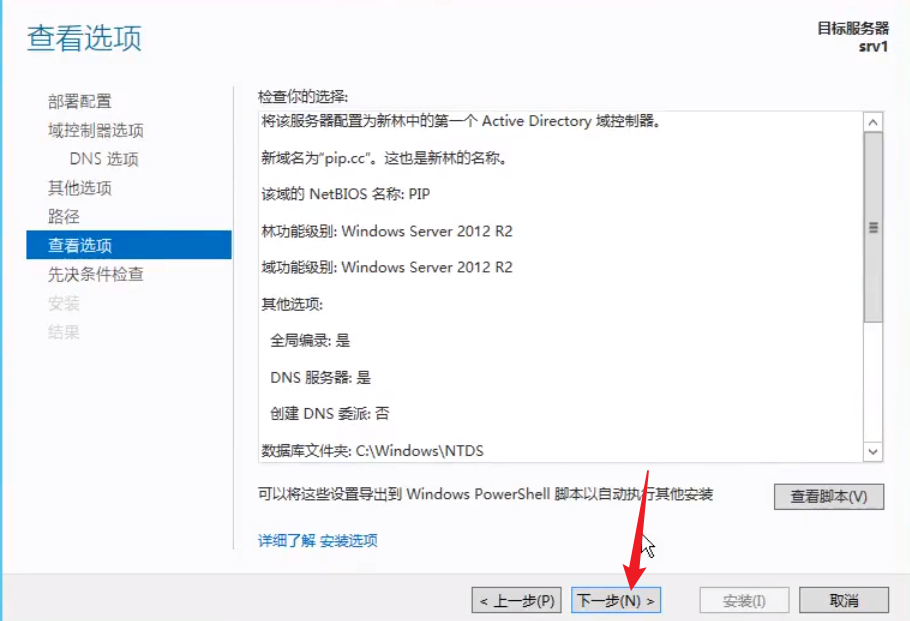 查看选项
目标服务器
srv1
部署配置
域控制器选项
DNS 选项
其他选项
路径
查看选项
先决条件检查
安装
结果
检查你的选择:
将该服务器配置为新林中的第一个 Active Directory 域控制器。
新域名为"pip.cc"。这也是新林的名称。
该域的 NetBIOS 名称: PIP
林功能级别: Windows Server 2012 R2
域功能级别: Windows Server 2012 R2
其他选项:
全局编录: 是
DNS 服务器: 是
创建 DNS 委派: 否
数据库文件夹: C:\Windows\NTDS
可以将这些设置导出到 Windows PowerShell 脚本以自动执行其他安装
查看脚本(V)
详细了解 安装选项
< 上一步(P)
下一步(N) >
安装(I)
取消